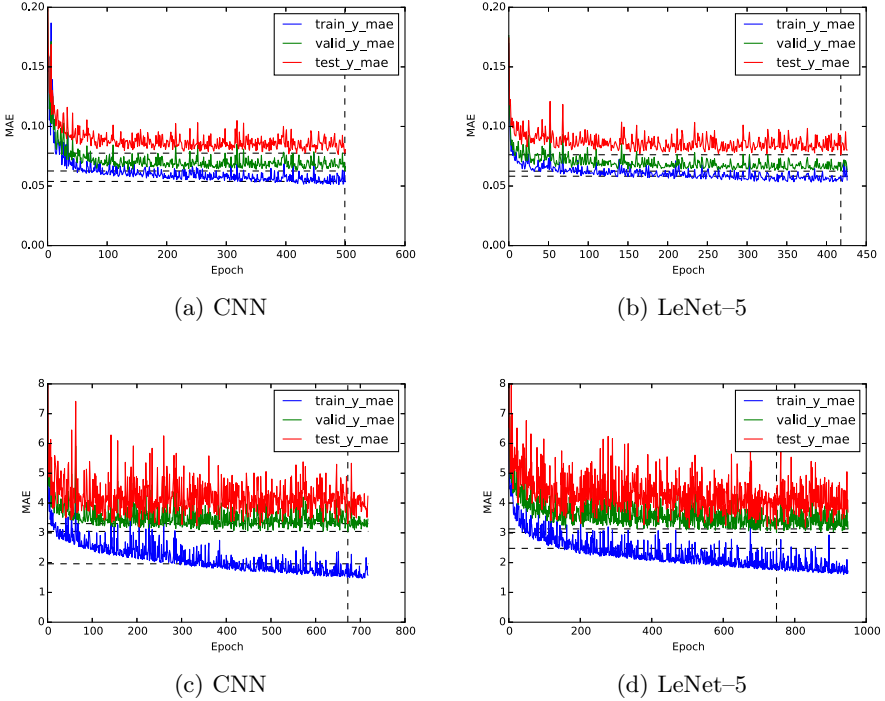 0.20
0.15
0.10
0.05
0.00
MAE
0 100 200 300 400 500 600
Epoch
train_y_mae
valid_y_mae
test_y_mae
(a) CNN
0.20
0.15
0.10
0.05
0.00
MAE
0 50 100 150 200 250 300 350 400 450
Epoch
train_y_mae
valid_y_mae
test_y_mae
(b) LeNet–5
8
7
6
5
4
3
2
1
0
MAE
0 100 200 300 400 500 600 700 800
Epoch
train_y_mae
valid_y_mae
test_y_mae
(c) CNN
8
7
6
5
4
3
2
1
0
MAE
0 200 400 600 800 1000
Epoch
train_y_mae
valid_y_mae
test_y_mae
(d) LeNet–5